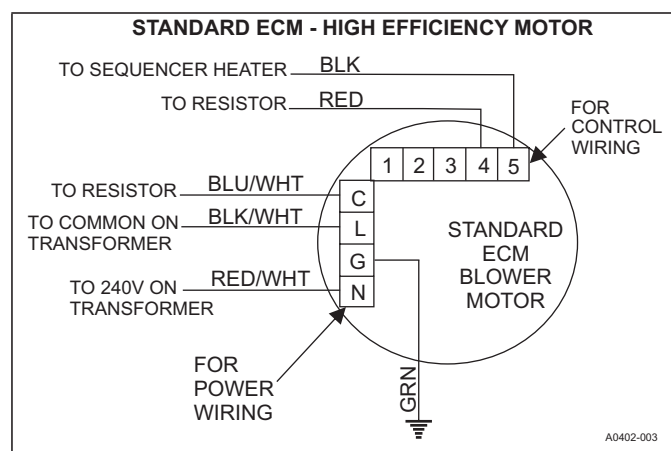 STANDARD ECM - HIGH EFFICIENCY MOTOR
TO SEQUENCER HEATER
BLK
TO RESISTOR
RED
FOR
CONTROL
WIRING
1 2 3 4 5
TO RESISTOR
BLU/WHT
C
TO COMMON ON
TRANSFORMER
BLK/WHT
L
G
TO 240V ON
TRANSFORMER
RED/WHT
N
STANDARD
ECM
BLOWER
MOTOR
FOR
POWER
WIRING
GRN
A0402-003